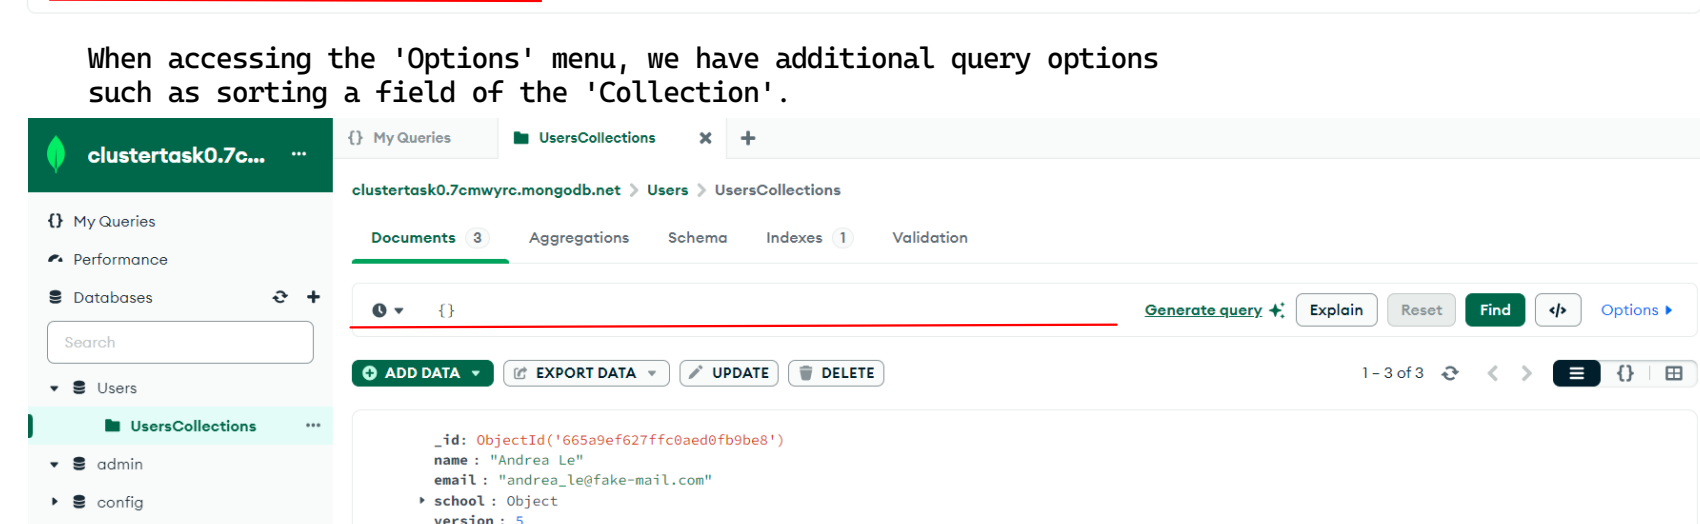 When accessing the 'Options' menu, we have additional query options
such as sorting a field of the 'Collection'.
clustertask0.7c... ...
{} My Queries
UsersCollections
clustertask0.7cmwyrc.mongodb.net > Users > UsersCollections
{} My Queries
Performance
Databases
Search
Users
UsersCollections ...
admin
config
Documents 3 Aggregations Schema Indexes 1 Validation
{}
Generate query Explain Reset Find </> Options
ADD DATA EXPORT DATA UPDATE DELETE
1 – 3 of 3 {}
_id: ObjectId('665a9ef627ffc0aed0fb9be8')
name : "Andrea Le"
email : "andrea_le@fake-mail.com"
school : Object
version : 5